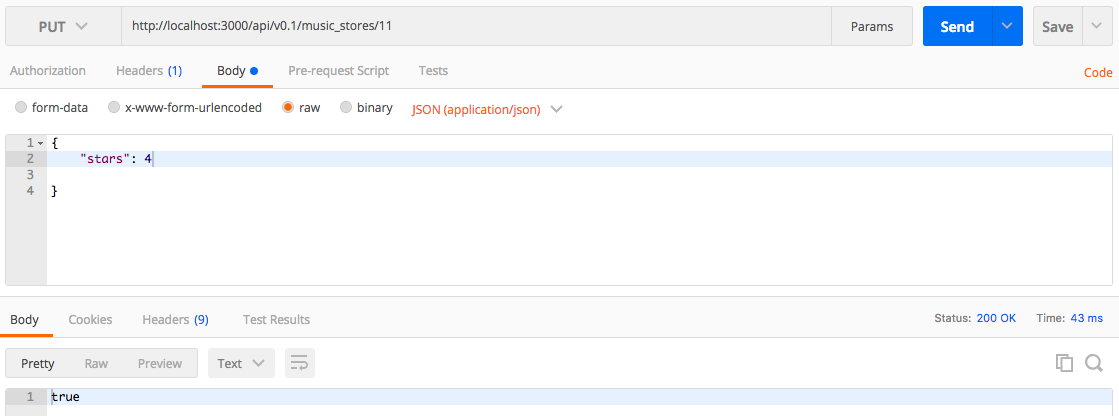 PUT http://localhost:3000/api/v0.1/music_stores/11 Params Send Save
Authorization Headers (1) Body Pre-request Script Tests Code
form-data x-www-form-urlencoded raw binary JSON (application/json)
1 {
2 "stars": 4
3
4 }
Body Cookies Headers (9) Test Results Status: 200 OK Time: 43 ms
Pretty Raw Preview Text
1 true